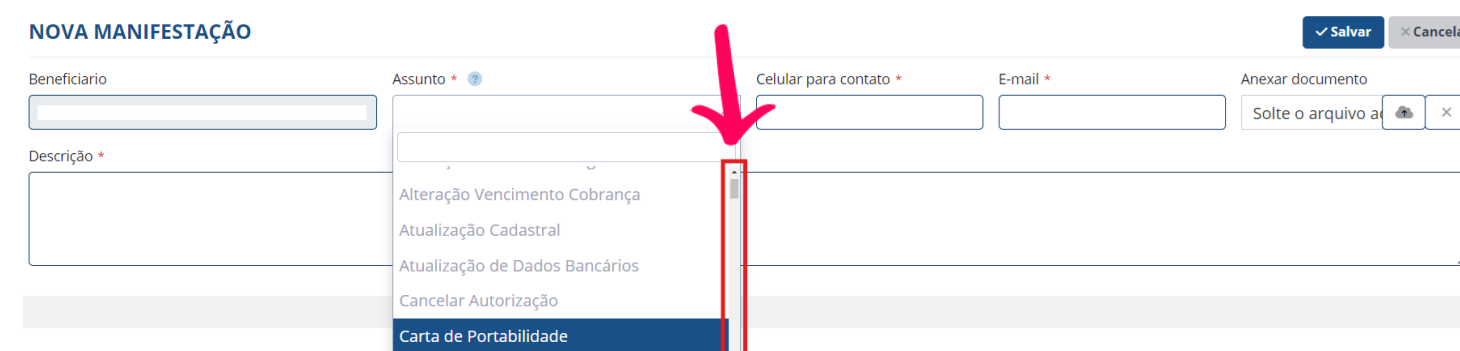 NOVA MANIFESTAÇÃO
Salvar
Cancela
Beneficiario
Assunto * ?
Celular para contato *
E-mail *
Anexar documento
Solte o arquivo a
Descrição *
Alteração Vencimento Cobrança
Atualização Cadastral
Atualização de Dados Bancários
Cancelar Autorização
Carta de Portabilidade